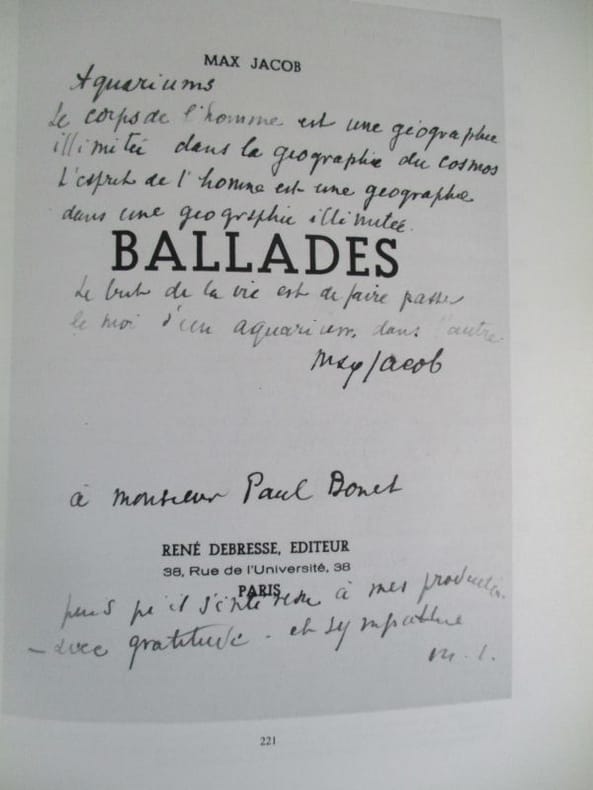 MAX JACOB
Aquariums
Le corps de l'homme est une géographie
illimitée dans la géographie du cosmos
L'esprit de l'homme est une geographie
dans une geographie illimitée.
BALLADES
Le but de la vie est de faire passer
le moi d'un aquarium, dans l'autre.
Max Jacob
à monsieur Paul Bonet
RENÉ DEBRESSE, EDITEUR
38, Rue de l'Université, 38
PARIS
s'intéresse à mes
- avec gratitude - et sympathie
M. J.
221